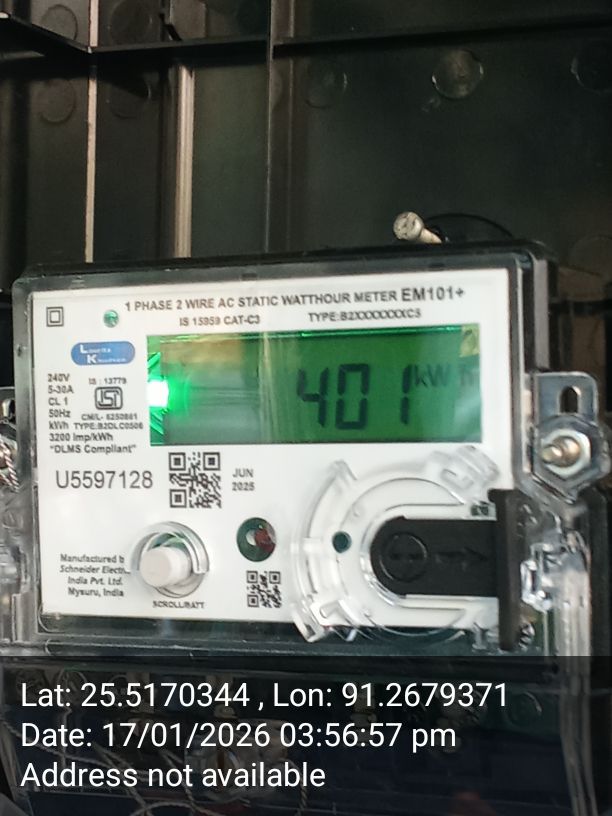 1 PHASE 2 WIRE AC STATIC WATTHOUR METER EM101+
IS 15959 CAT-C3 TYPE:B2XXXXXXXC3
L K
240V
5-30A
CL 1
50Hz
kWh
3200 imp/kWh
"DLMS Compliant"
IS : 13779
ISI
CM/L- 6250881
TYPE:B2DLC0506
401 kWh
U5597128
JUN
2025
Manufactured b
Schneider Electri
India Pvt. Ltd.
Mysuru, India
SCROLL/BATT
Lat: 25.5170344 , Lon: 91.2679371
Date: 17/01/2026 03:56:57 pm
Address not available